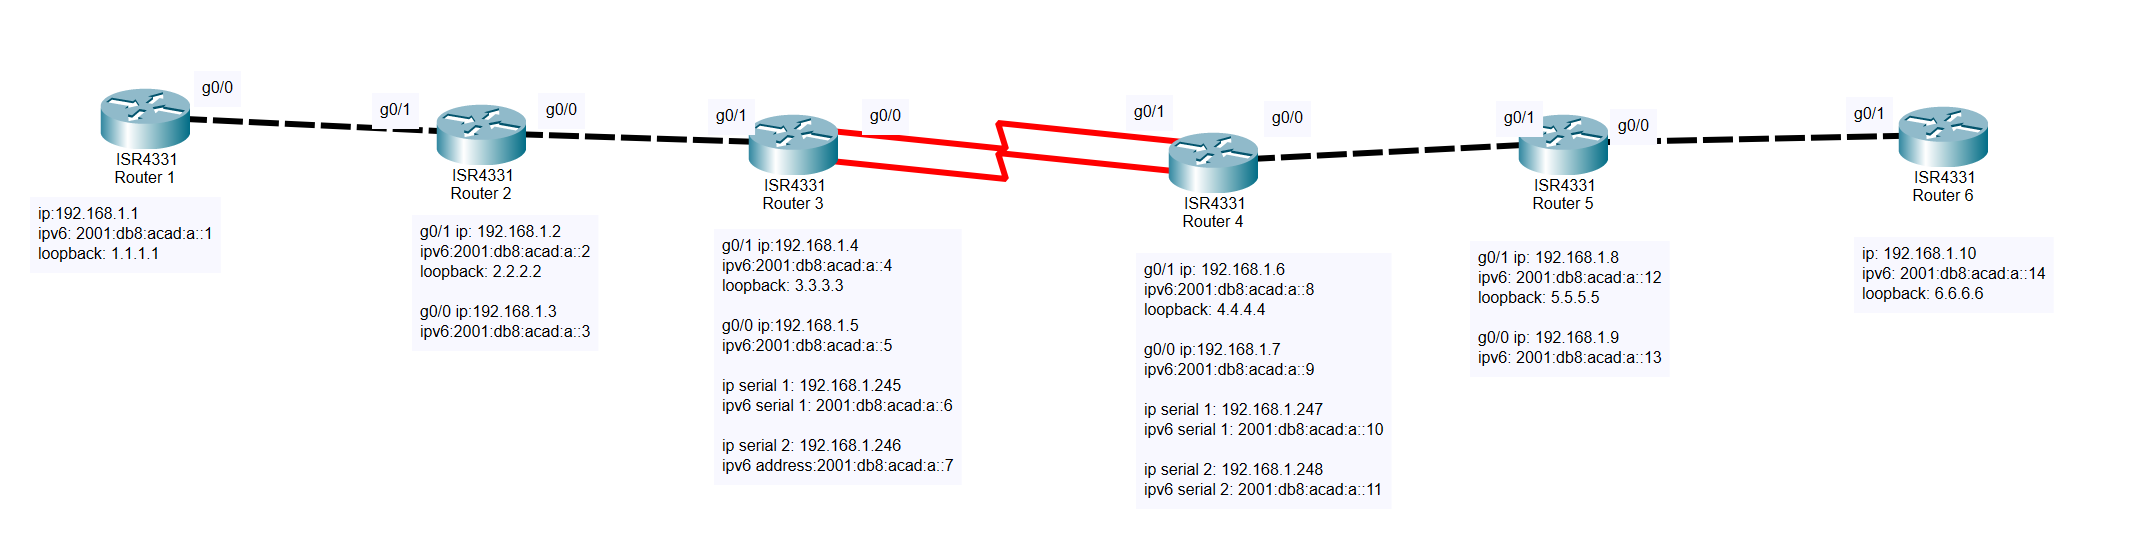 g0/0
g0/1
g0/0
g0/1
g0/0
g0/1
g0/0
g0/1
g0/0
g0/1
ISR4331
Router 1
ip:192.168.1.1
ipv6: 2001:db8:acad:a::1
loopback: 1.1.1.1
ISR4331
Router 2
g0/1 ip: 192.168.1.2
ipv6:2001:db8:acad:a::2
loopback: 2.2.2.2
g0/0 ip:192.168.1.3
ipv6:2001:db8:acad:a::3
ISR4331
Router 3
g0/1 ip:192.168.1.4
ipv6:2001:db8:acad:a::4
loopback: 3.3.3.3
g0/0 ip:192.168.1.5
ipv6:2001:db8:acad:a::5
ip serial 1: 192.168.1.245
ipv6 serial 1: 2001:db8:acad:a::6
ip serial 2: 192.168.1.246
ipv6 address:2001:db8:acad:a::7
ISR4331
Router 4
g0/1 ip: 192.168.1.6
ipv6:2001:db8:acad:a::8
loopback: 4.4.4.4
g0/0 ip:192.168.1.7
ipv6:2001:db8:acad:a::9
ip serial 1: 192.168.1.247
ipv6 serial 1: 2001:db8:acad:a::10
ip serial 2: 192.168.1.248
ipv6 serial 2: 2001:db8:acad:a::11
ISR4331
Router 5
g0/1 ip: 192.168.1.8
ipv6: 2001:db8:acad:a::12
loopback: 5.5.5.5
g0/0 ip: 192.168.1.9
ipv6: 2001:db8:acad:a::13
ISR4331
Router 6
ip: 192.168.1.10
ipv6: 2001:db8:acad:a::14
loopback: 6.6.6.6